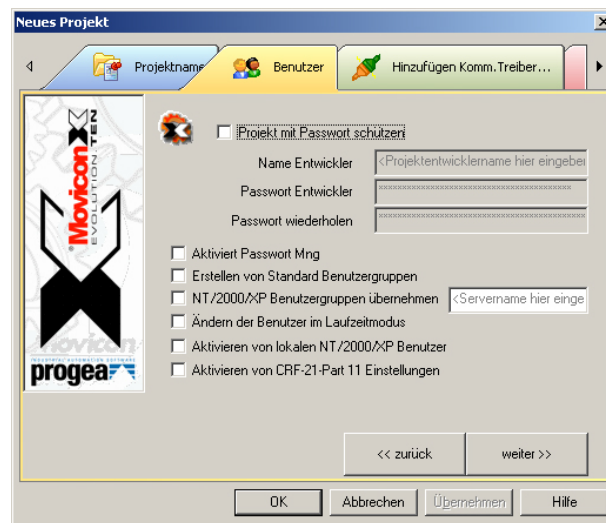 Neues Projekt
Projektname
Benutzer
Hinzufügen Komm.Treiber...
Movicon
EVOLUTION TEN
progea
Projekt mit Passwort schützen
Name Entwickler
<Projektentwicklername hier eingeben
Passwort Entwickler
Passwort wiederholen
Aktiviert Passwort Mng
Erstellen von Standard Benutzergruppen
NT/2000/XP Benutzergruppen übernehmen
<Servername hier einge
Ändern der Benutzer im Laufzeitmodus
Aktivieren von lokalen NT/2000/XP Benutzer
Aktivieren von CRF-21-Part 11 Einstellungen
<< zurück
weiter >>
OK
Abbrechen
Übernehmen
Hilfe